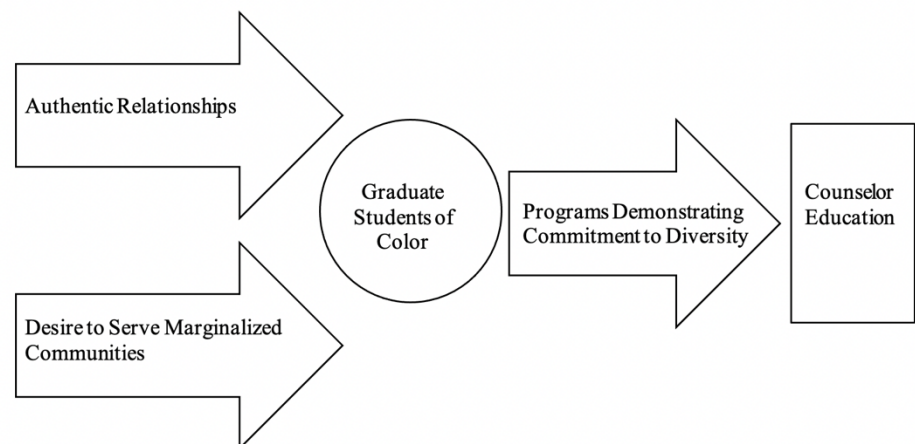 Authentic Relationships
Graduate
Students of
Color
Programs Demonstrating
Commitment to Diversity
Counselor
Education
Desire to Serve Marginalized
Communities